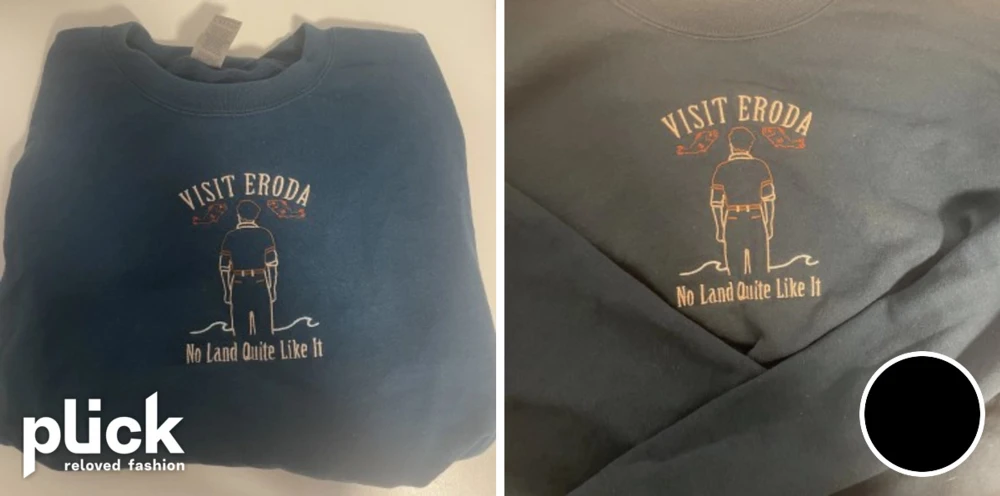 VISIT ERODA
No Land Quite Like It
plick
reloved fashion
VISIT ERODA
No Land Quite Like It